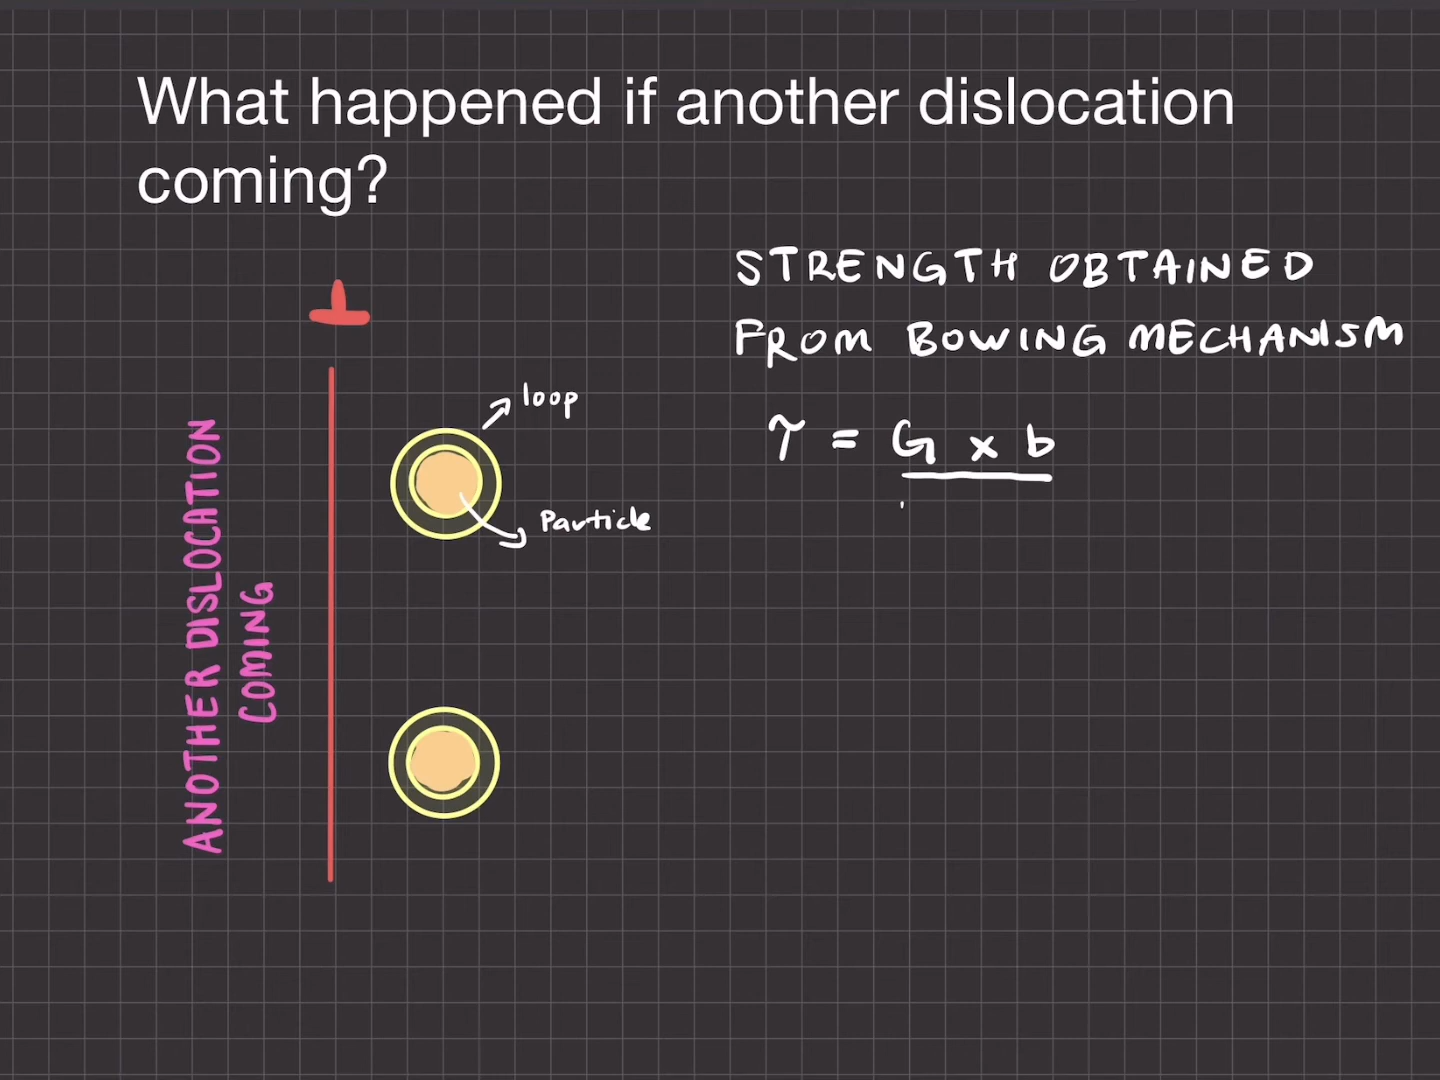 What happened if another dislocation
coming?
STRENGTH OBTAINED
FROM BOWING MECHANISM
τ = G x b
loop
Particle
ANOTHER DISLOCATION
COMING